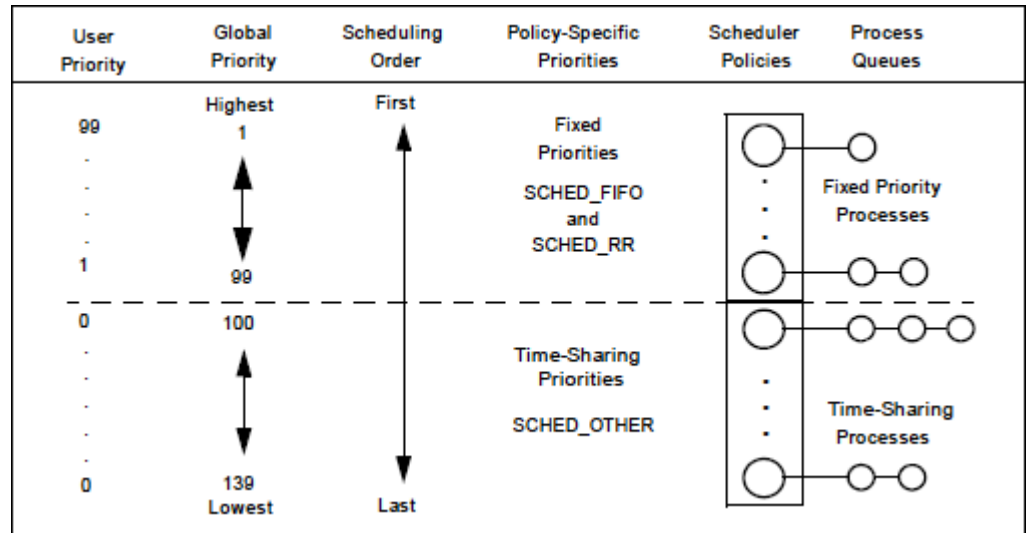 User Priority
Global Priority
Scheduling Order
Policy-Specific Priorities
Scheduler Policies
Process Queues
Highest
First
99
1
Fixed Priorities
SCHED_FIFO
and
SCHED_RR
Fixed Priority
Processes
1
99
0
100
Time-Sharing
Priorities
SCHED_OTHER
Time-Sharing
Processes
0
139
Lowest
Last